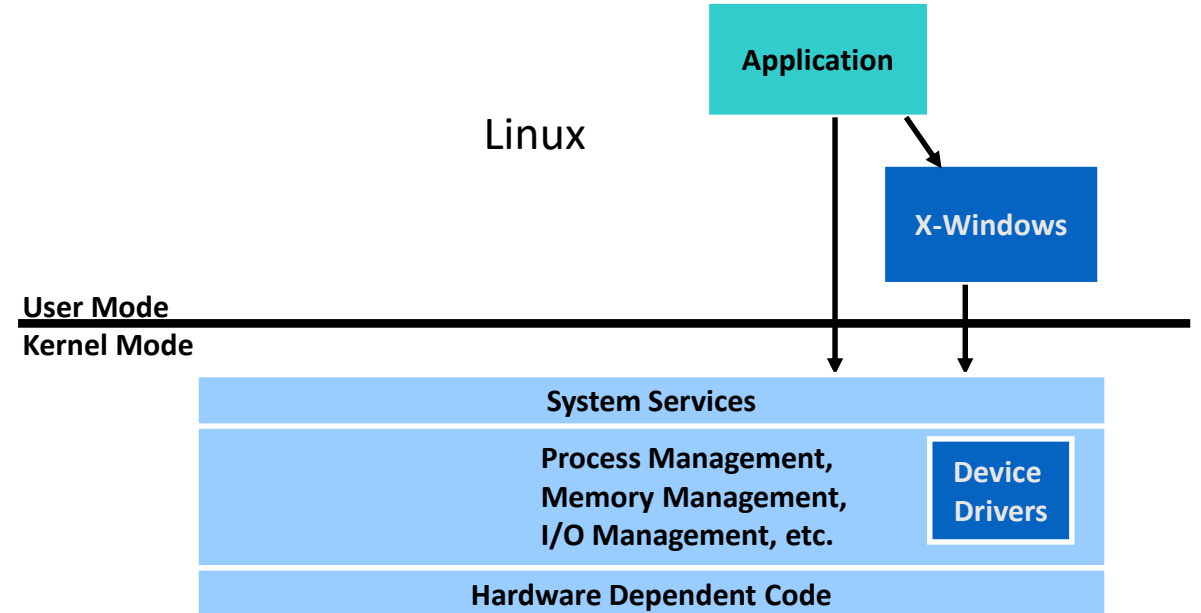 Application
Linux
X-Windows
User Mode
Kernel Mode
System Services
Process Management,
Memory Management,
I/O Management, etc.
Device
Drivers
Hardware Dependent Code